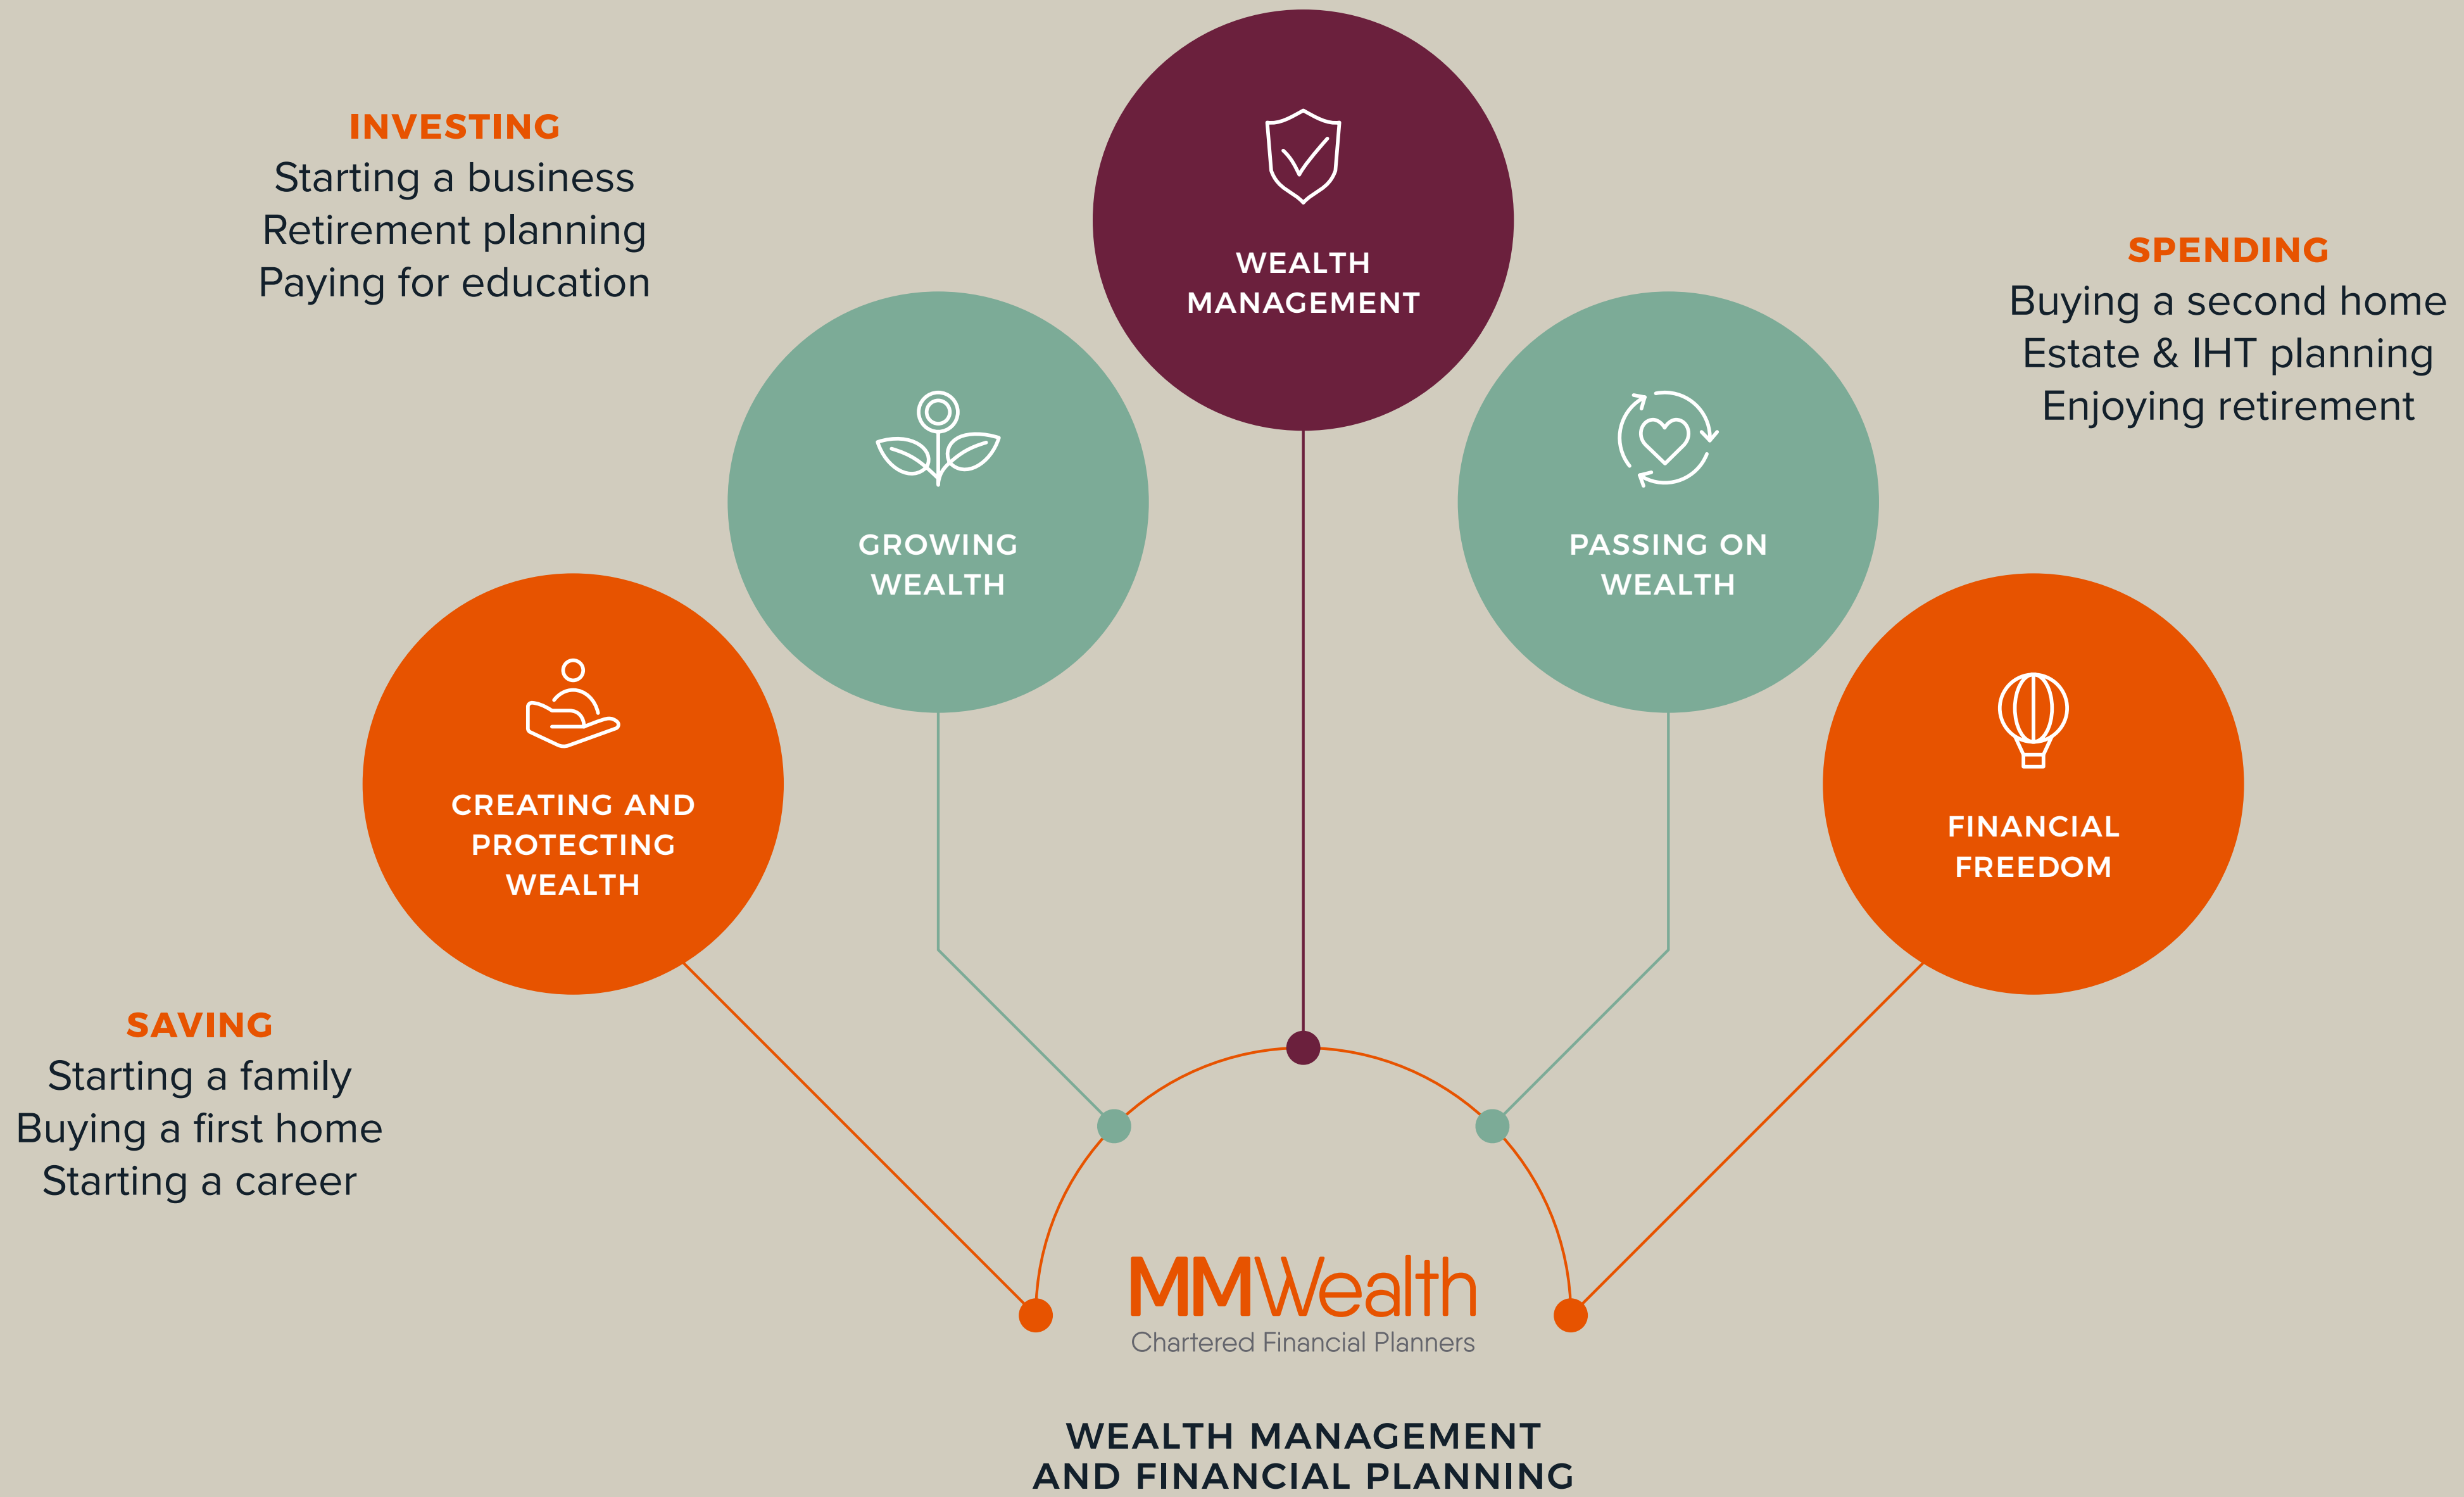 INVESTING
Starting a business
Retirement planning
Paying for education
WEALTH
MANAGEMENT
SPENDING
Buying a second home
Estate & IHT planning
Enjoying retirement
GROWING
WEALTH
PASSING ON
WEALTH
CREATING AND
PROTECTING
WEALTH
FINANCIAL
FREEDOM
SAVING
Starting a family
Buying a first home
Starting a career
MMWealth
Chartered Financial Planners
WEALTH MANAGEMENT
AND FINANCIAL PLANNING